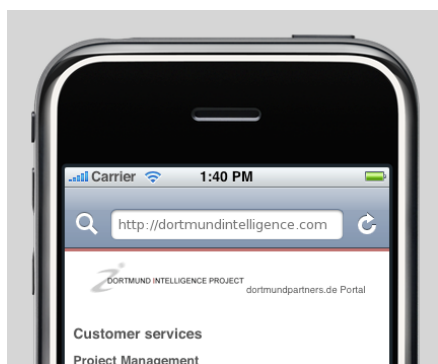 Carrier 1:40 PM
http://dortmundintelligence.com
DORTMUND INTELLIGENCE PROJECT
dortmundpartners.de Portal
Customer services
Project Management